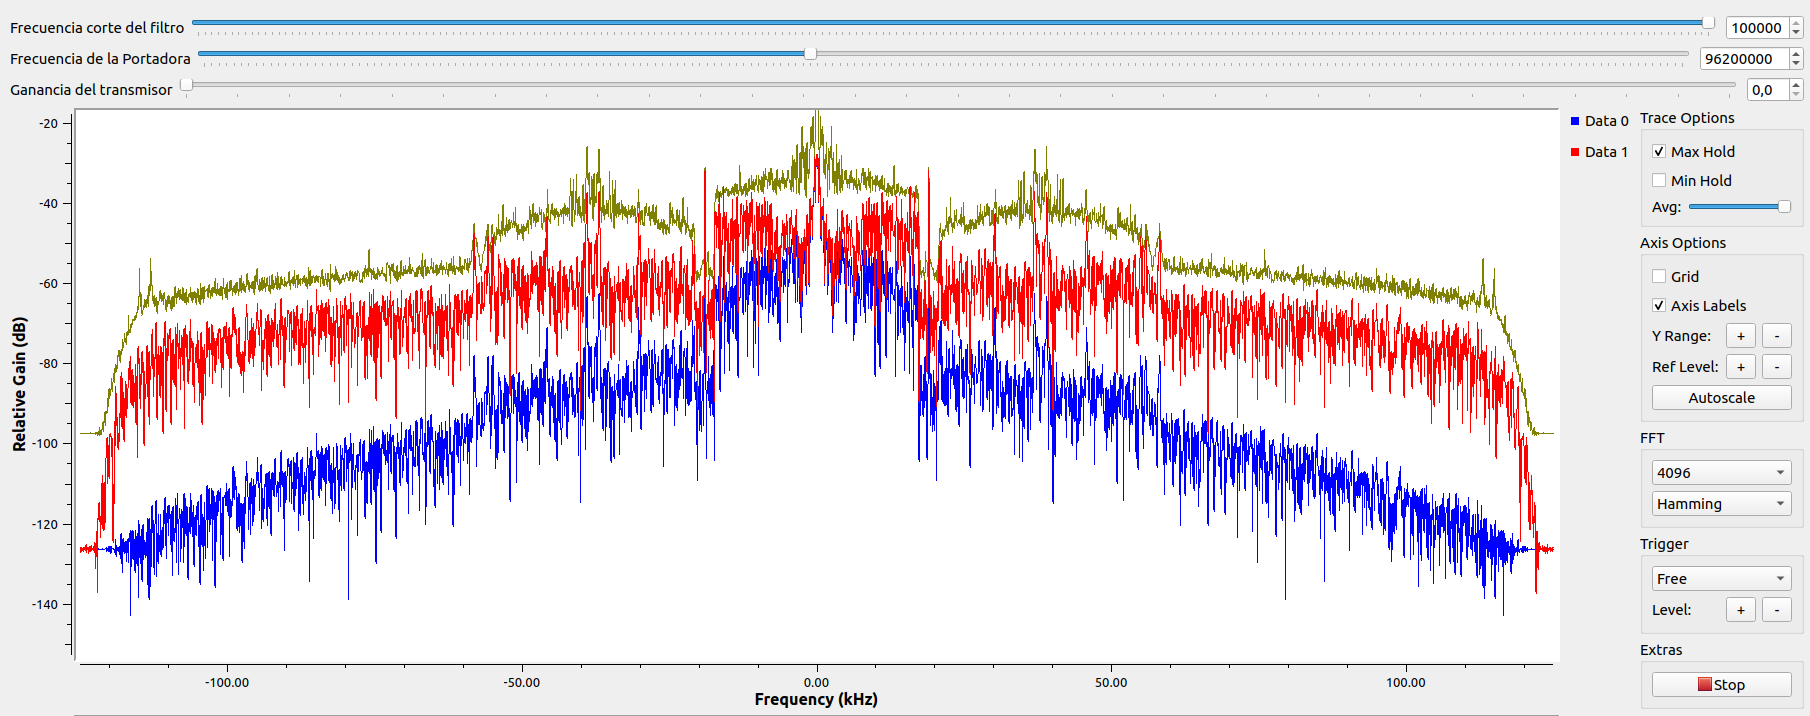 Frecuencia corte del filtro 100000
Frecuencia de la Portadora 96200000
Ganancia del transmisor 0,0
Data 0
Data 1
Trace Options
Max Hold
Min Hold
Avg:
Axis Options
Grid
Axis Labels
Y Range: + -
Ref Level: + -
Autoscale
FFT
4096
Hamming
Trigger
Free
Level: + -
Extras
Stop
Relative Gain (dB)
-20
-40
-60
-80
-100
-120
-140
-100.00 -50.00 0.00 50.00 100.00
Frequency (kHz)